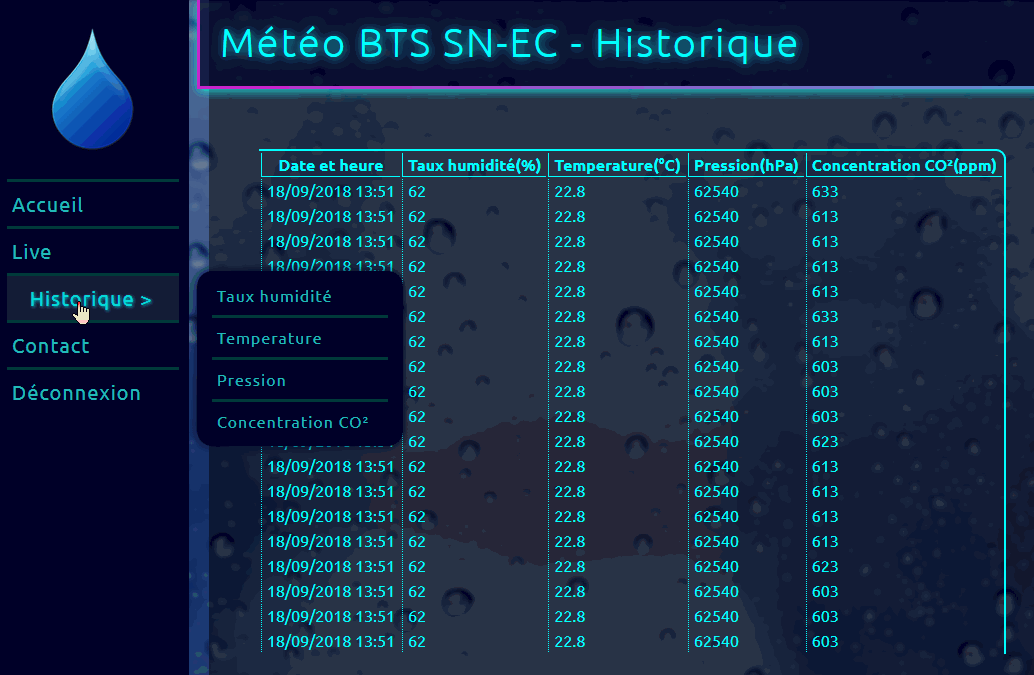 Météo BTS SN-EC - Historique
Accueil
Live
Historique >
Contact
Déconnexion
Taux humidité
Temperature
Pression
Concentration CO²
Date et heure Taux humidité(%) Temperature(°C) Pression(hPa) Concentration CO²(ppm)
18/09/2018 13:51 62 22.8 62540 633
18/09/2018 13:51 62 22.8 62540 613
18/09/2018 13:51 62 22.8 62540 613
18/09/2018 13:51 62 22.8 62540 613
62 22.8 62540 613
62 22.8 62540 633
62 22.8 62540 613
62 22.8 62540 603
62 22.8 62540 603
62 22.8 62540 603
18/09/2018 13:51 62 22.8 62540 623
18/09/2018 13:51 62 22.8 62540 613
18/09/2018 13:51 62 22.8 62540 613
18/09/2018 13:51 62 22.8 62540 613
18/09/2018 13:51 62 22.8 62540 613
18/09/2018 13:51 62 22.8 62540 623
18/09/2018 13:51 62 22.8 62540 603
18/09/2018 13:51 62 22.8 62540 603
18/09/2018 13:51 62 22.8 62540 603